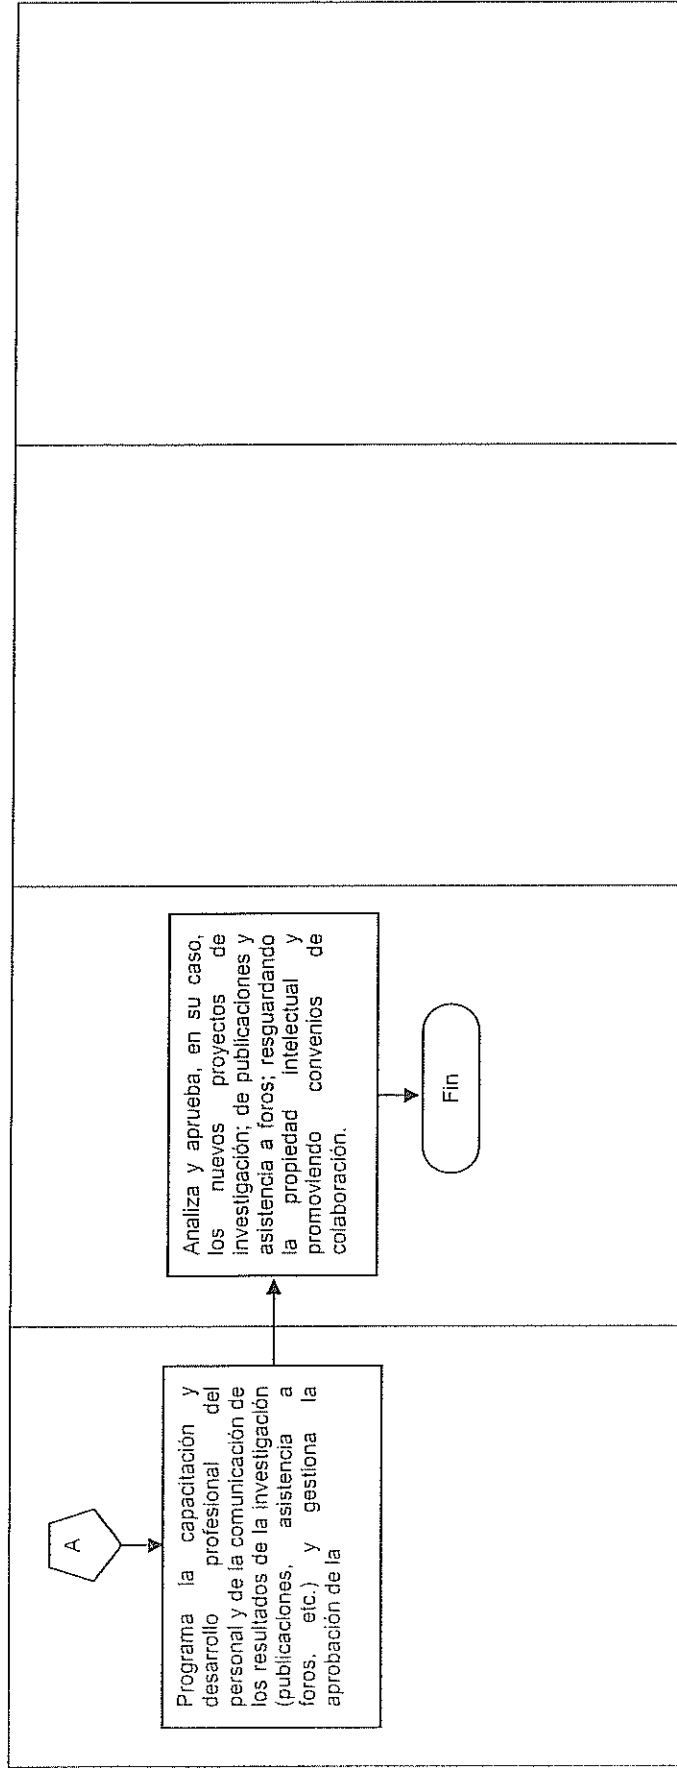 A
Programa la capacitación y
desarrollo profesional del
personal y de la comunicación de
los resultados de la investigación
(publicaciones, asistencia a
foros, etc.) y gestiona la
aprobación de la
Analiza y aprueba, en su caso,
los nuevos proyectos de
investigación; de publicaciones y
asistencia a foros; resguardando
la propiedad intelectual y
promoviendo convenios de
colaboración.
Fin